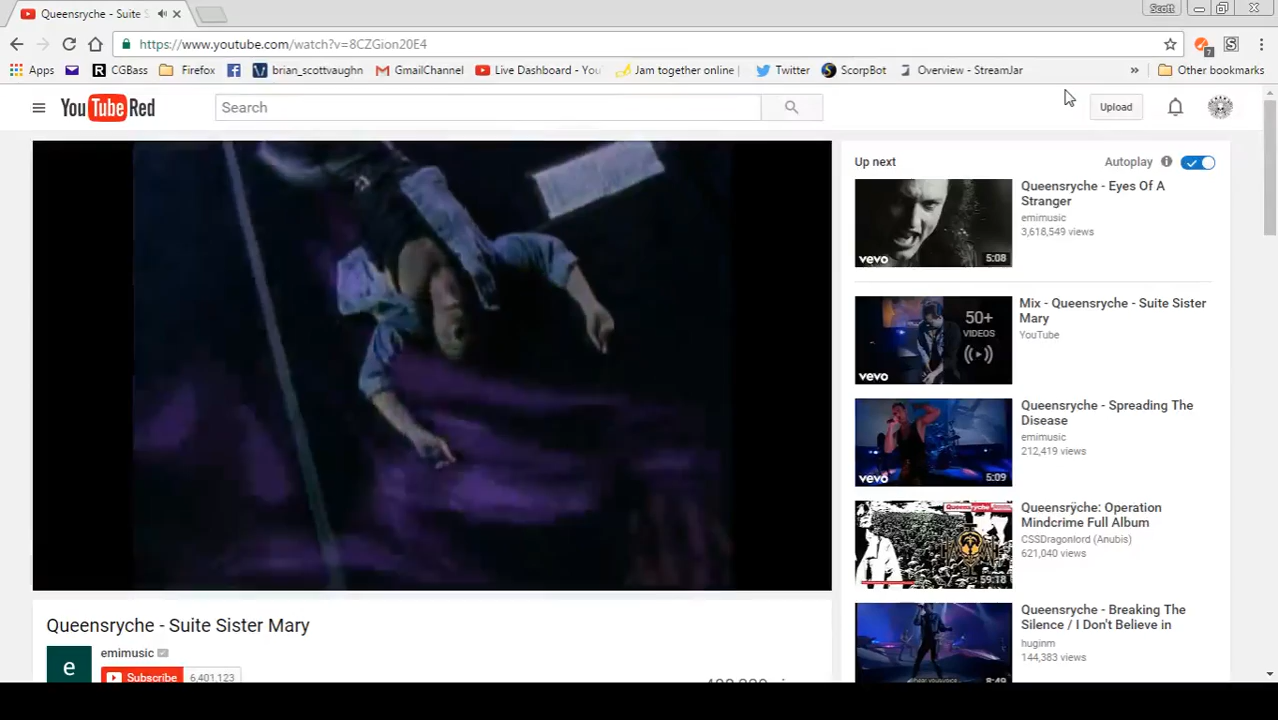 Queensryche - Suite S
Scott
https://www.youtube.com/watch?v=8CZGion20E4
7
Apps
CGBass
Firefox
brian_scottvaughn
GmailChannel
Live Dashboard - You
Jam together online |
Twitter
ScorpBot
Overview - StreamJar
»
Other bookmarks
YouTube Red
Search
Upload
Up next
Autoplay
Queensryche - Eyes Of A
Stranger
emimusic
3,618,549 views
vevo
5:08
Mix - Queensryche - Suite Sister
Mary
YouTube
50+
VIDEOS
vevo
Queensryche - Spreading The
Disease
emimusic
212,419 views
vevo
5:09
Queensrÿche: Operation
Mindcrime Full Album
CSSDragonlord (Anubis)
621,040 views
Queensryche
59:18
Queensryche - Breaking The
Silence / I Don't Believe in
huginm
144,383 views
8:49
Queensryche - Suite Sister Mary
e
emimusic
Subscribe
6,401,123